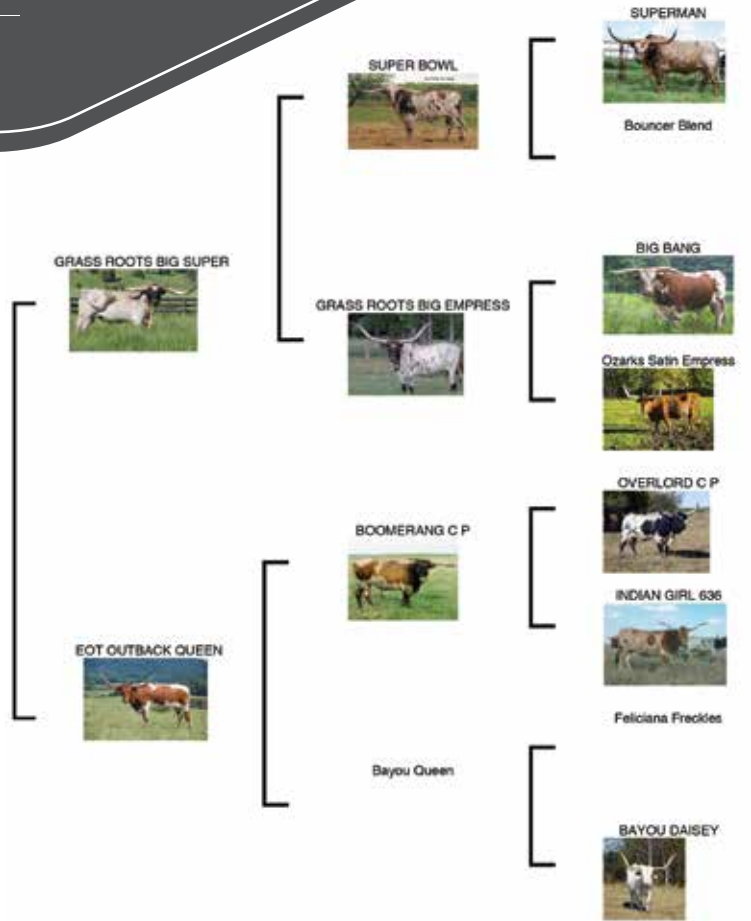 SUPERMAN
SUPER BOWL
Bouncer Blend
GRASS ROOTS BIG SUPER
BIG BANG
GRASS ROOTS BIG EMPRESS
Ozarks Satin Empress
OVERLORD C P
BOOMERANG C P
INDIAN GIRL 636
EOT OUTBACK QUEEN
Feliciana Freckles
Bayou Queen
BAYOU DAISEY